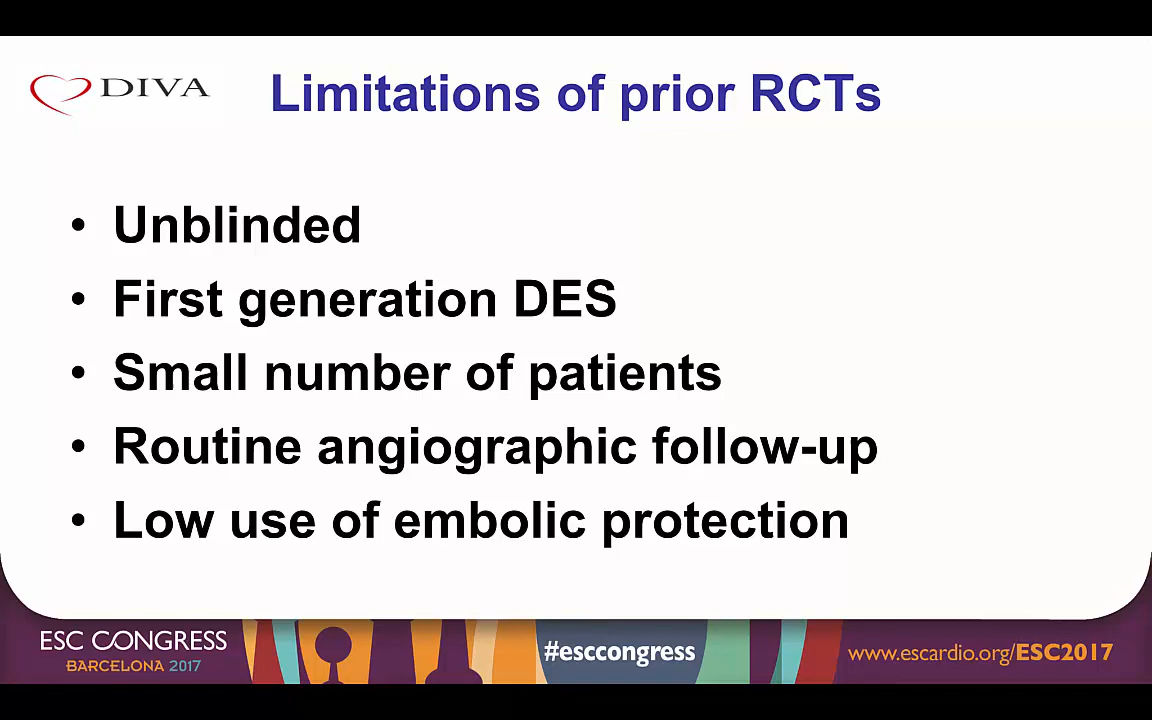 DIVA
Limitations of prior RCTs
• Unblinded
• First generation DES
• Small number of patients
• Routine angiographic follow-up
• Low use of embolic protection
ESC CONGRESS
BARCELONA 2017
#esccongress
www.escardio.org/ESC2017